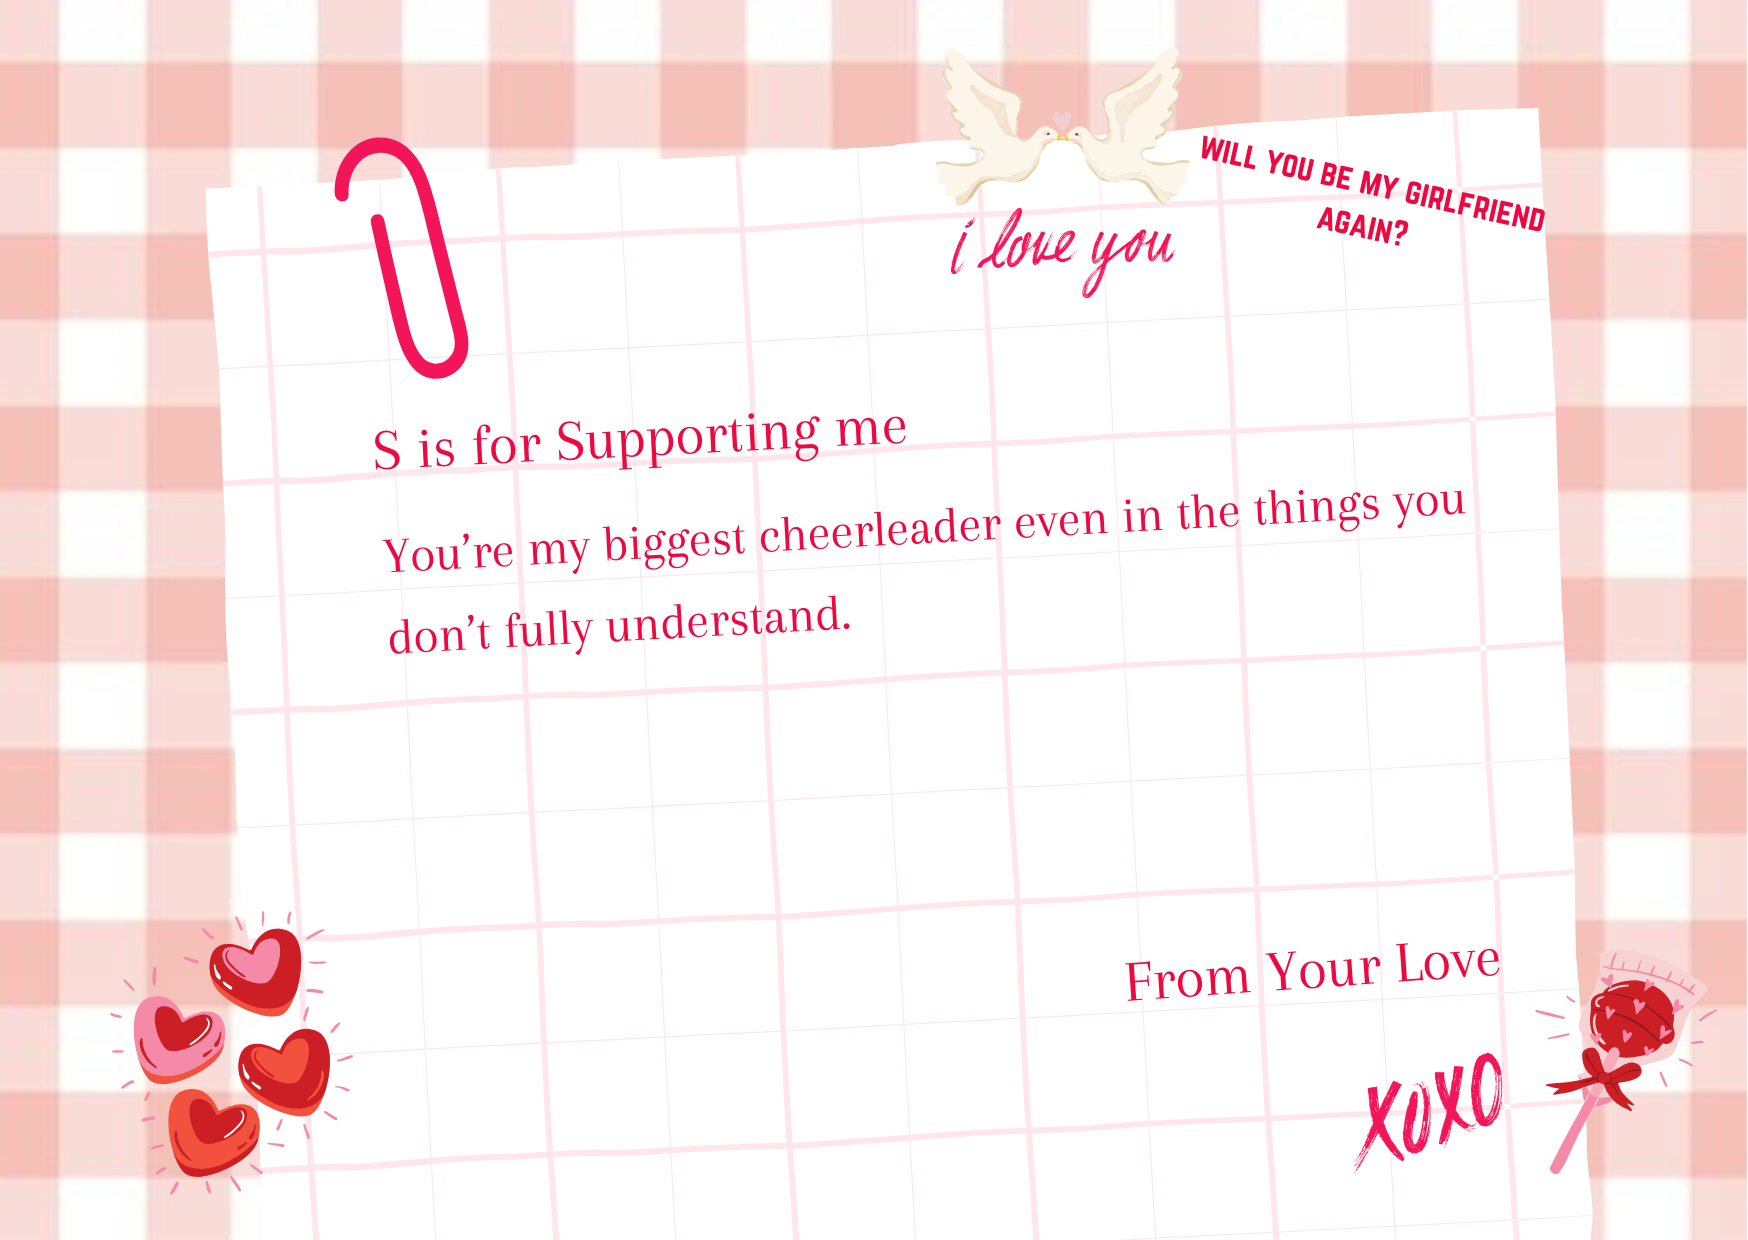 WILL YOU BE MY GIRLFRIEND
AGAIN?
i love you
S is for Supporting me
You're my biggest cheerleader even in the things you
don't fully understand.
From Your Love
XOXO